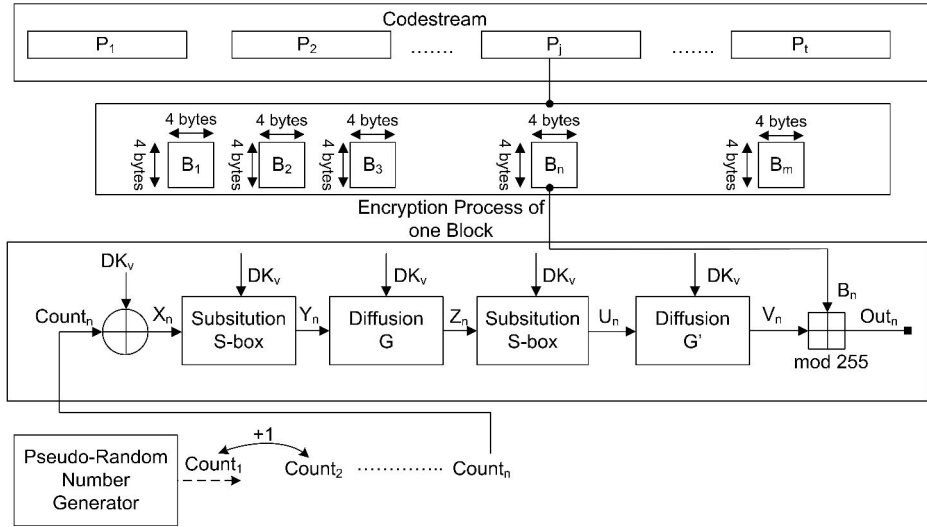 Codestream
P1 P2 ....... Pj ....... Pt
4 bytes 4 bytes 4 bytes 4 bytes 4 bytes
4 bytes B1 4 bytes B2 4 bytes B3 4 bytes Bn 4 bytes Bm
Encryption Process of
one Block
DKv DKv DKv DKv DKv
Bn
Countn Xn Yn Zn Un Vn Outn
Subsitution
S-box
Diffusion
G
Subsitution
S-box
Diffusion
G'
mod 255
+1
Pseudo-Random
Number
Generator
Count1 Count2 .............. Countn